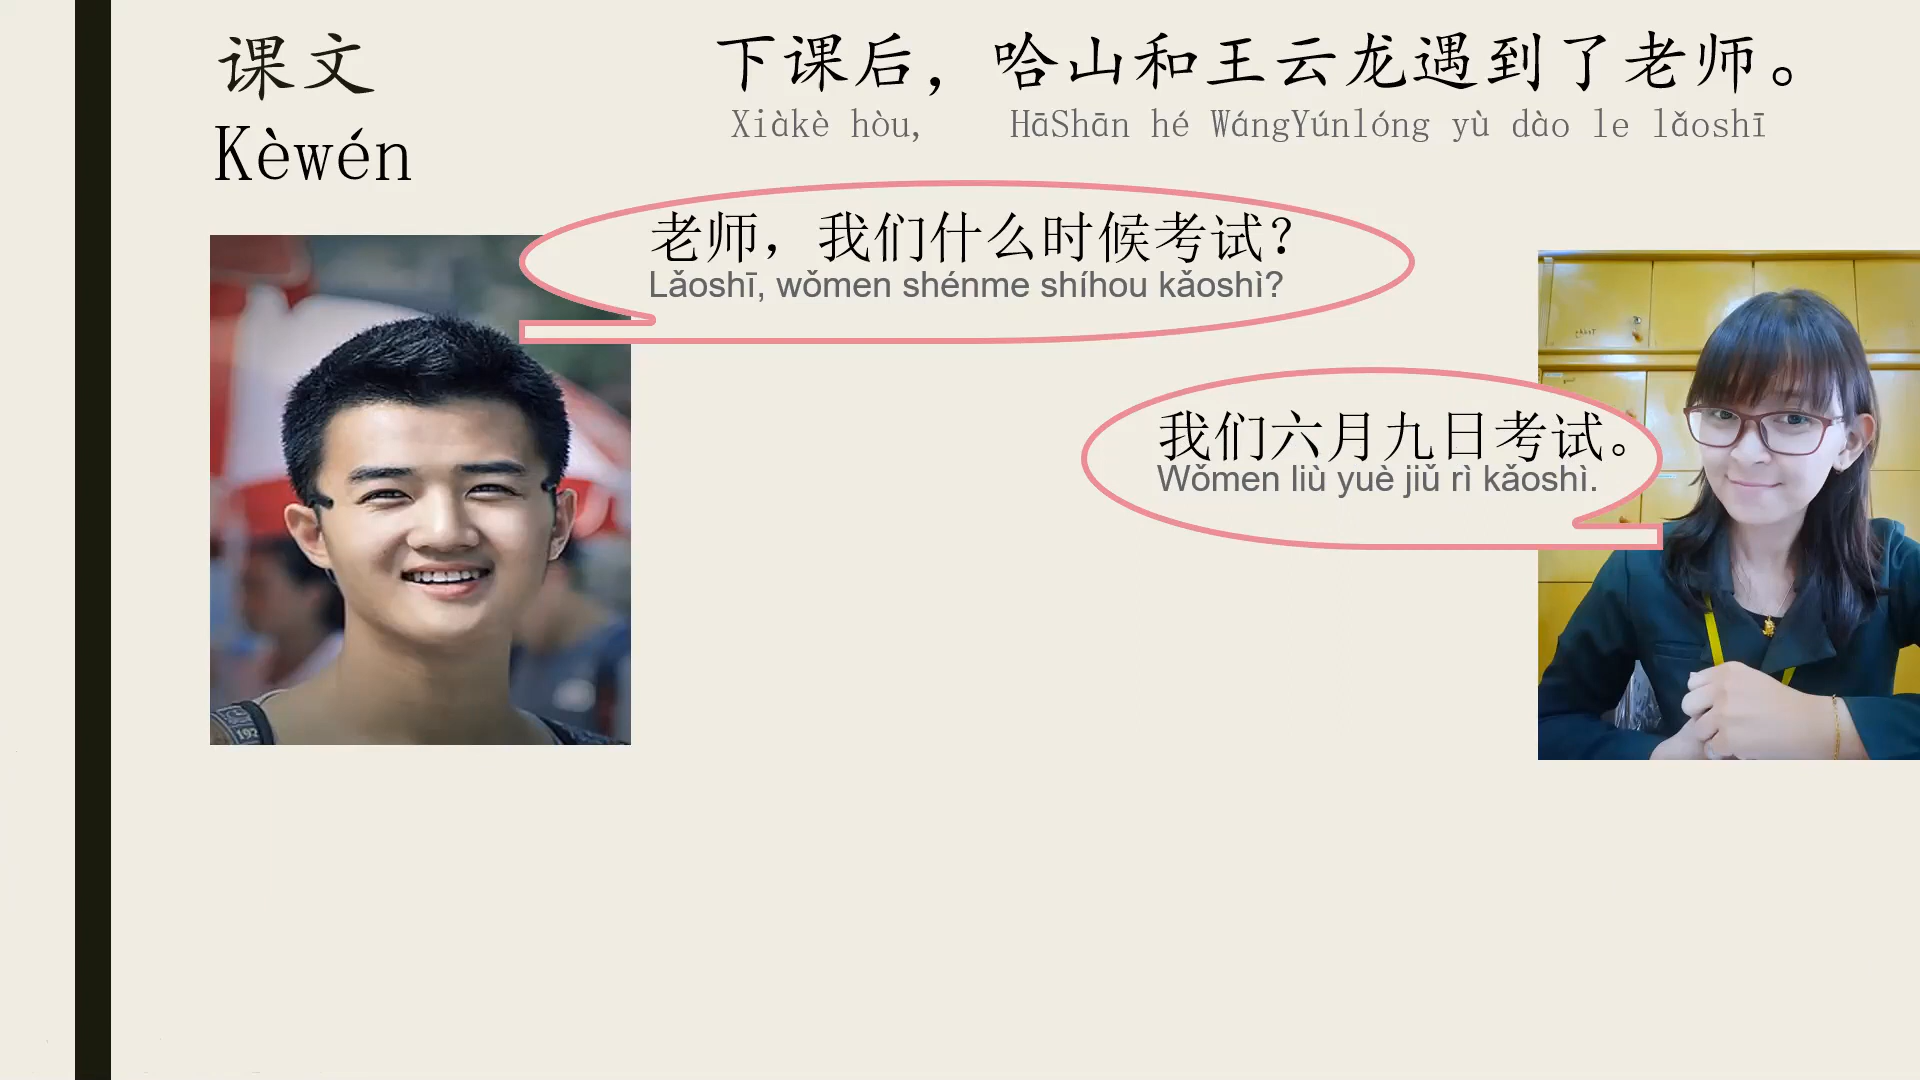 课文
Kèwén
下课后，哈山和王云龙遇到了老师。
Xiàkè hòu, HāShān hé WángYúnlóng yù dào le lǎoshī
老师，我们什么时候考试？
Lǎoshī, wǒmen shénme shíhou kǎoshì?
我们六月九日考试。
Wǒmen liù yuè jiǔ rì kǎoshì.
192